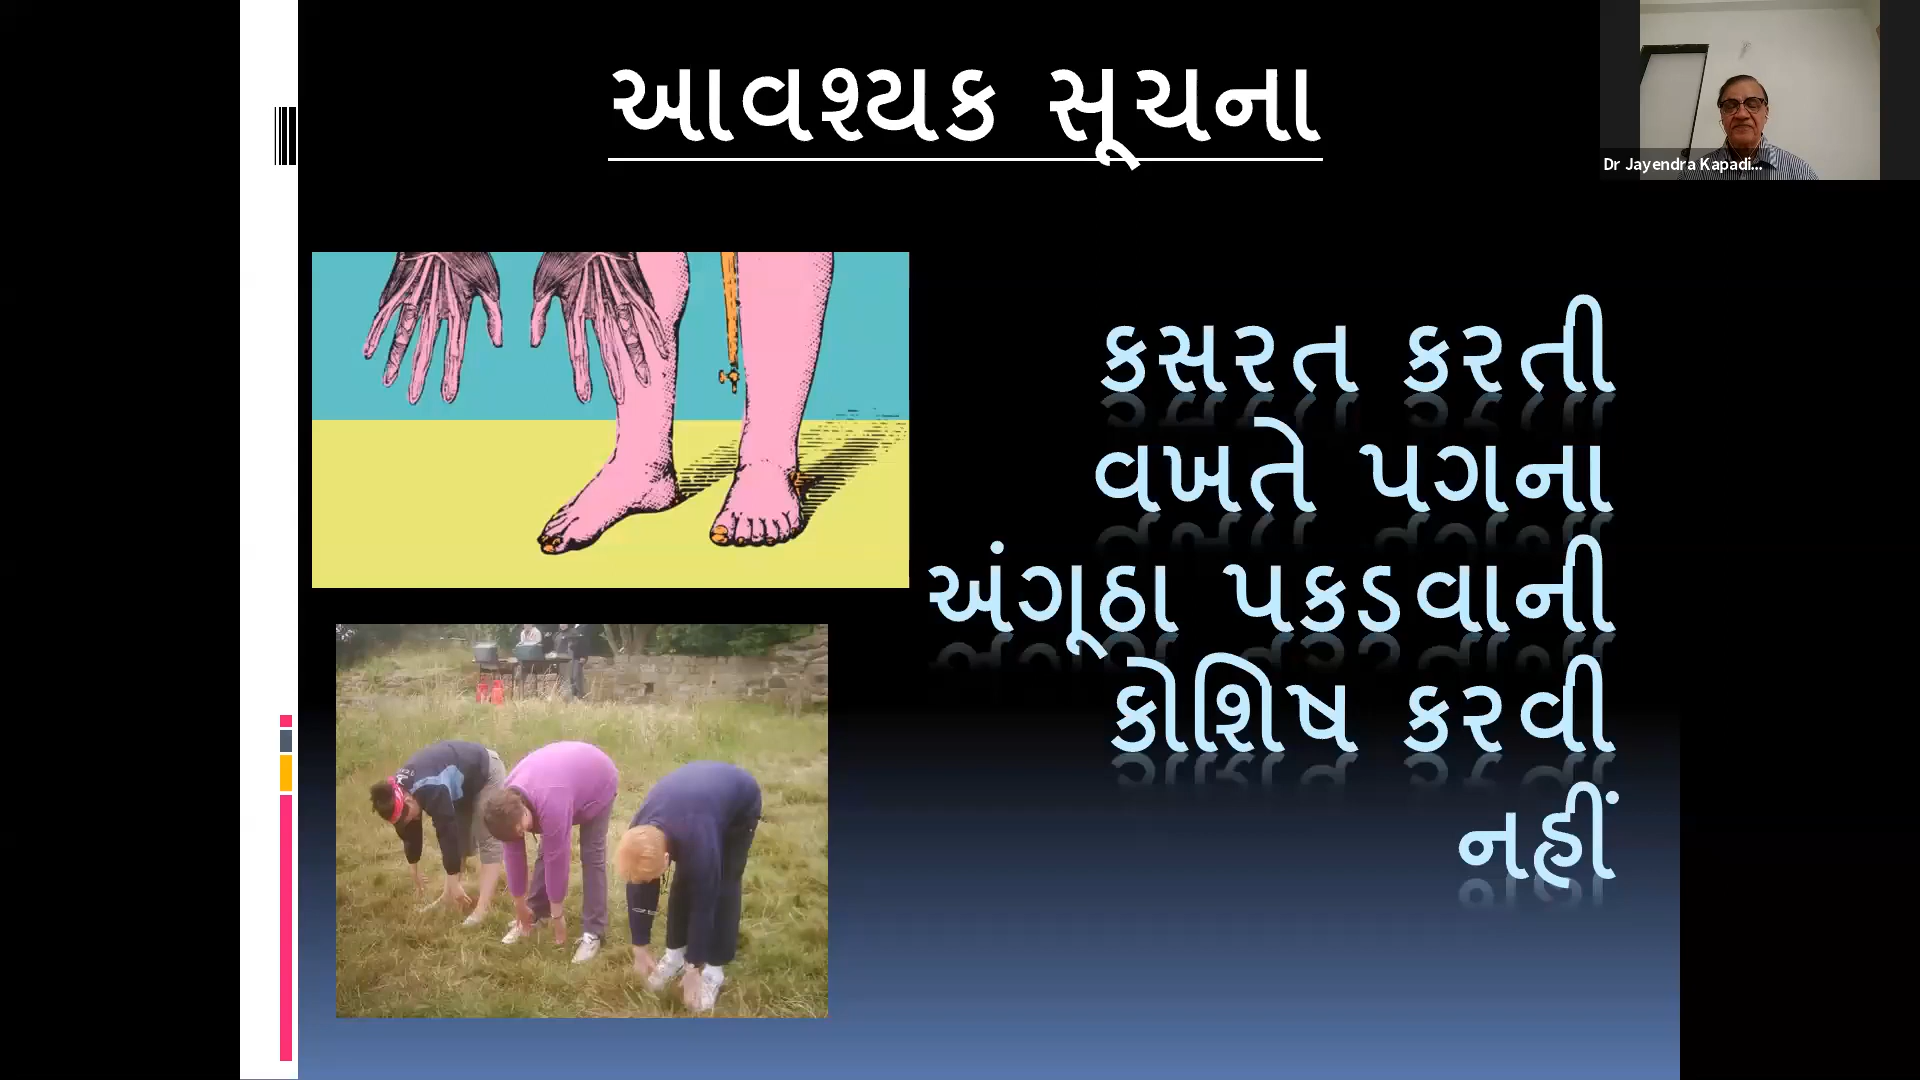 આવશ્યક સૂચના
Dr Jayendra Kapadi...
કસરત કરતી
વખતે પગના
અંગૂઠા પકડવાની
કોશિષ કરવી
નહીં